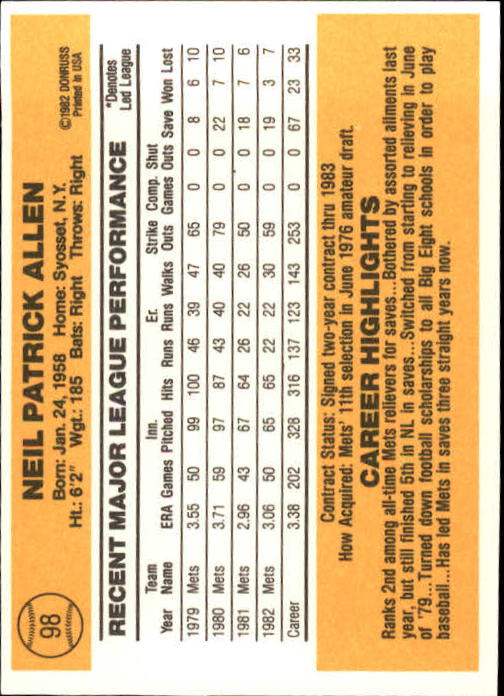 98
NEIL PATRICK ALLEN
Born: Jan. 24, 1958 Home: Syosset, N.Y.
Ht.: 6'2" Wgt.: 185 Bats: Right Throws: Right
©1982 DONRUSS
Printed in USA
RECENT MAJOR LEAGUE PERFORMANCE
*Denotes
Led League
Team Inn. Er. Strike Comp. Shut
Year Name ERA Games Pitched Hits Runs Runs Walks Outs Games Outs Save Won Lost
1979 Mets 3.55 50 99 100 46 39 47 65 0 0 8 6 10
1980 Mets 3.71 59 97 87 43 40 40 79 0 0 22 7 10
1981 Mets 2.96 43 67 64 26 22 26 50 0 0 18 7 6
1982 Mets 3.06 50 65 65 22 22 30 59 0 0 19 3 7
Career 3.38 202 328 316 137 123 143 253 0 0 67 23 33
Contract Status: Signed two-year contract thru 1983
How Acquired: Mets' 11th selection in June 1976 amateur draft.
CAREER HIGHLIGHTS
Ranks 2nd among all-time Mets relievers for saves...Bothered by assorted ailments last
year, but still finished 5th in NL in saves...Switched from starting to relieving in June
of '79...Turned down football scholarships to all Big Eight schools in order to play
baseball...Has led Mets in saves three straight years now.